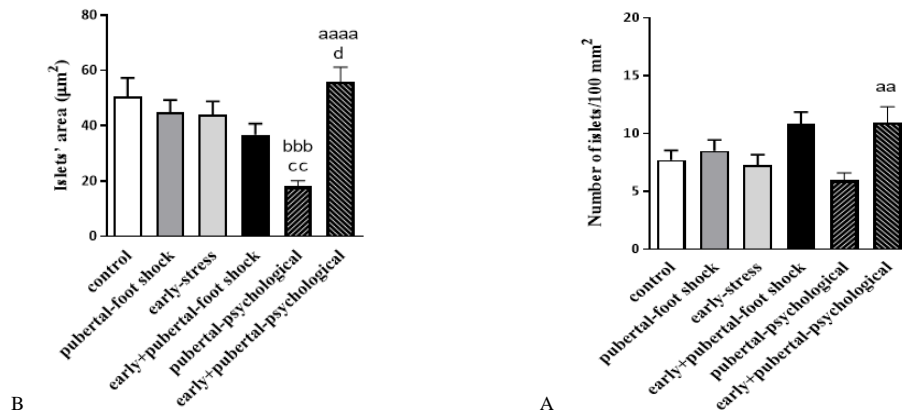 Islets' area (µm²)
80
60
40
20
0
aaaa
d
bbb
cc
control
pubertal-foot shock
early-stress
early+pubertal-foot shock
pubertal-psychological
early+pubertal-psychological
B
Number of islets/100 mm²
20
15
10
5
0
aa
control
pubertal-foot shock
early-stress
early+pubertal-foot shock
pubertal-psychological
early+pubertal-psychological
A